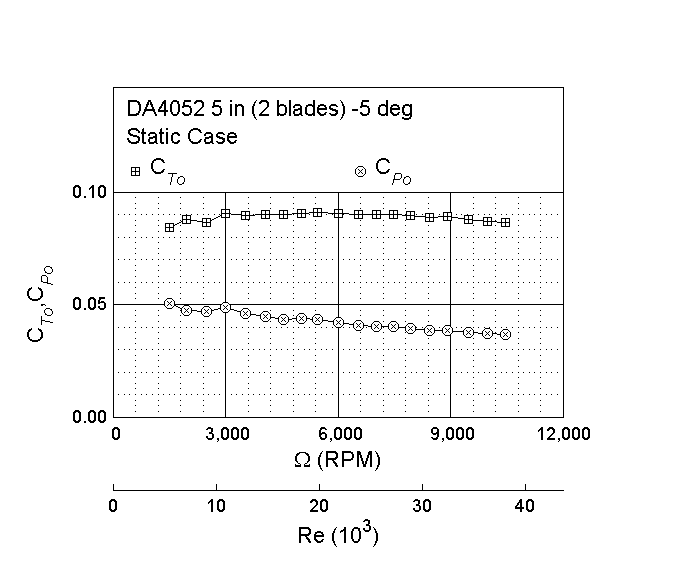 DA4052 5 in (2 blades) -5 deg
Static Case
C_To C_Po
0.10
0.05
0.00
C_To,C_Po
0 3,000 6,000 9,000 12,000
Ω (RPM)
0 10 20 30 40
Re (10^3)